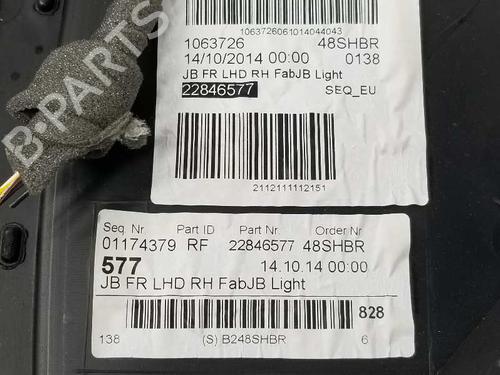 1063726061014044043
1063726 48SHBR
14/10/2014 00:00 0138
JB FR LHD RH FabJB Light
22846577 SEQ_EU
2112111112151
Seq. Nr. Part ID Part Nr. Order Nr
01174379 RF 22846577 48SHBR
577 14.10.14 00:00
JB FR LHD RH FabJB Light
828
138 (S) B248SHBR 6
B-PARTS